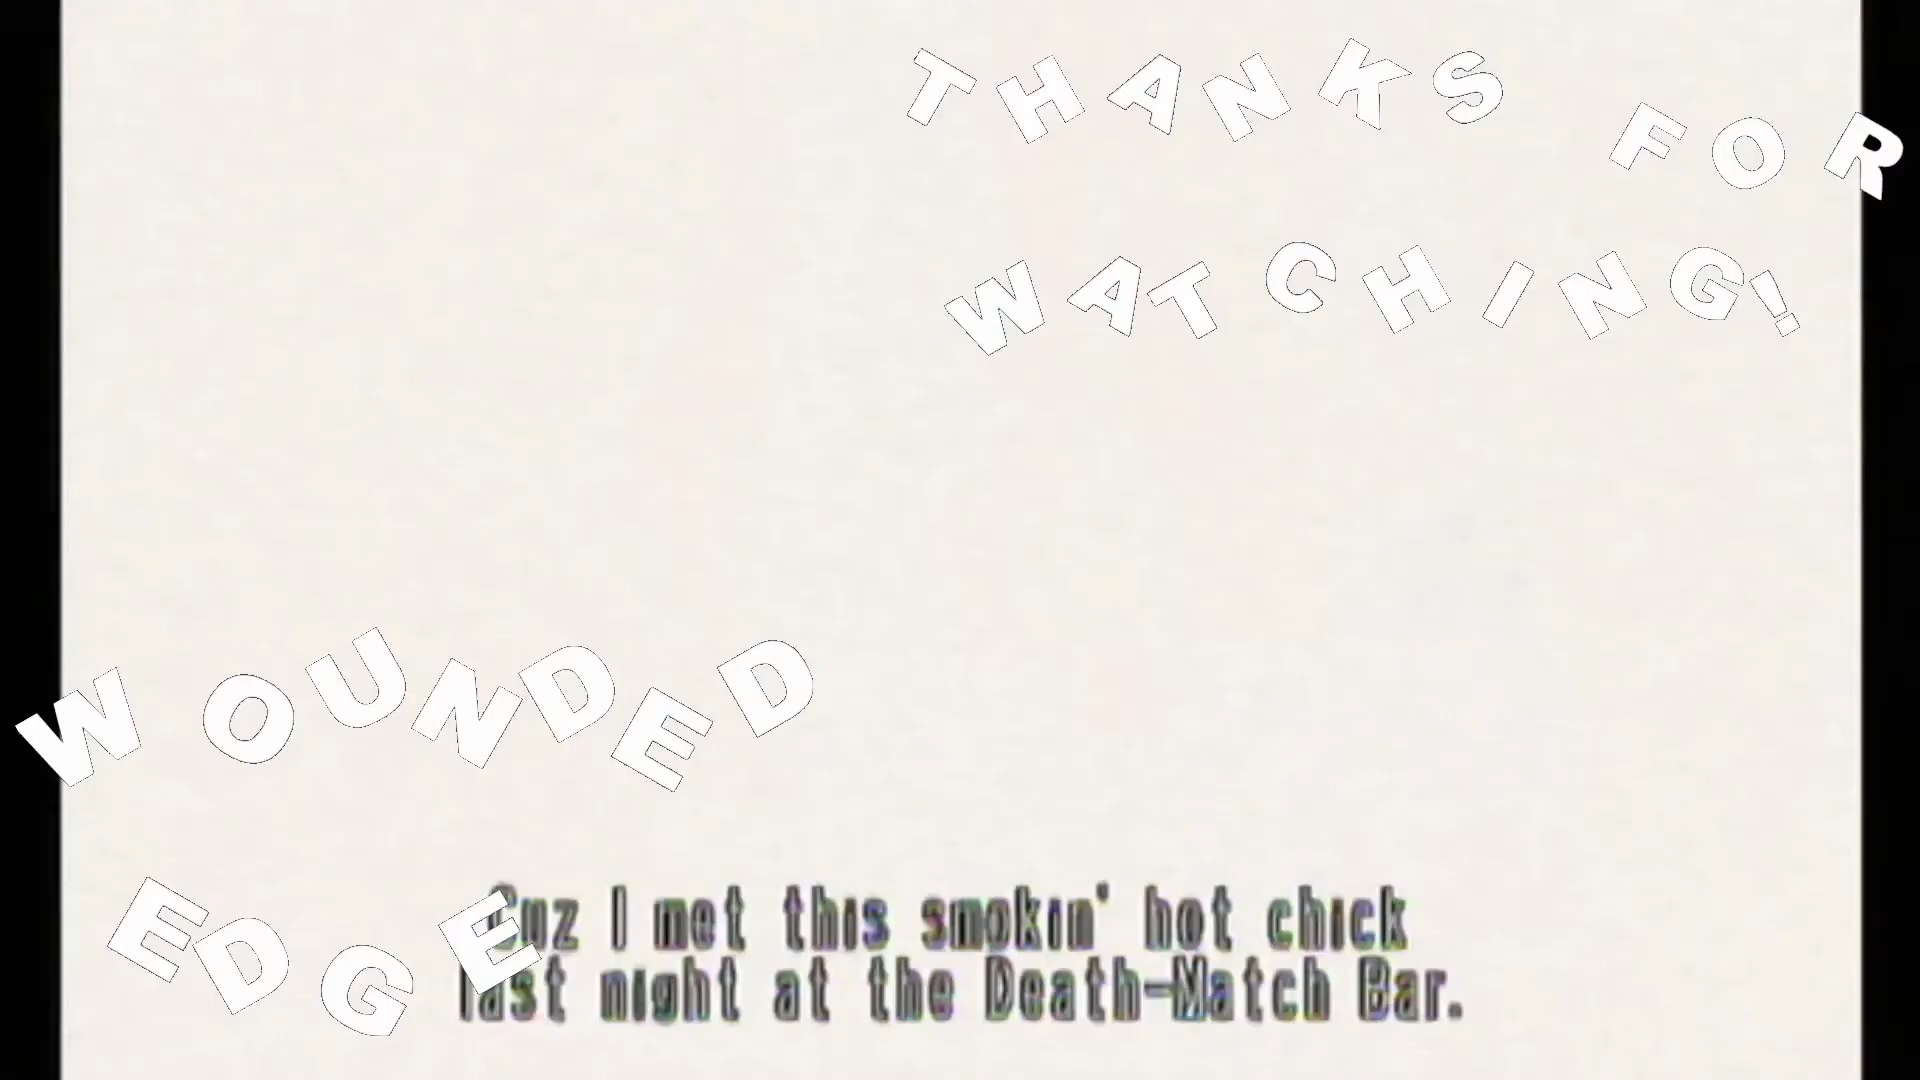 THANKS FOR
WATCHING!
WOUNDED
EDGE
Cuz I met this smokin' hot chick
last night at the Death-Match Bar.